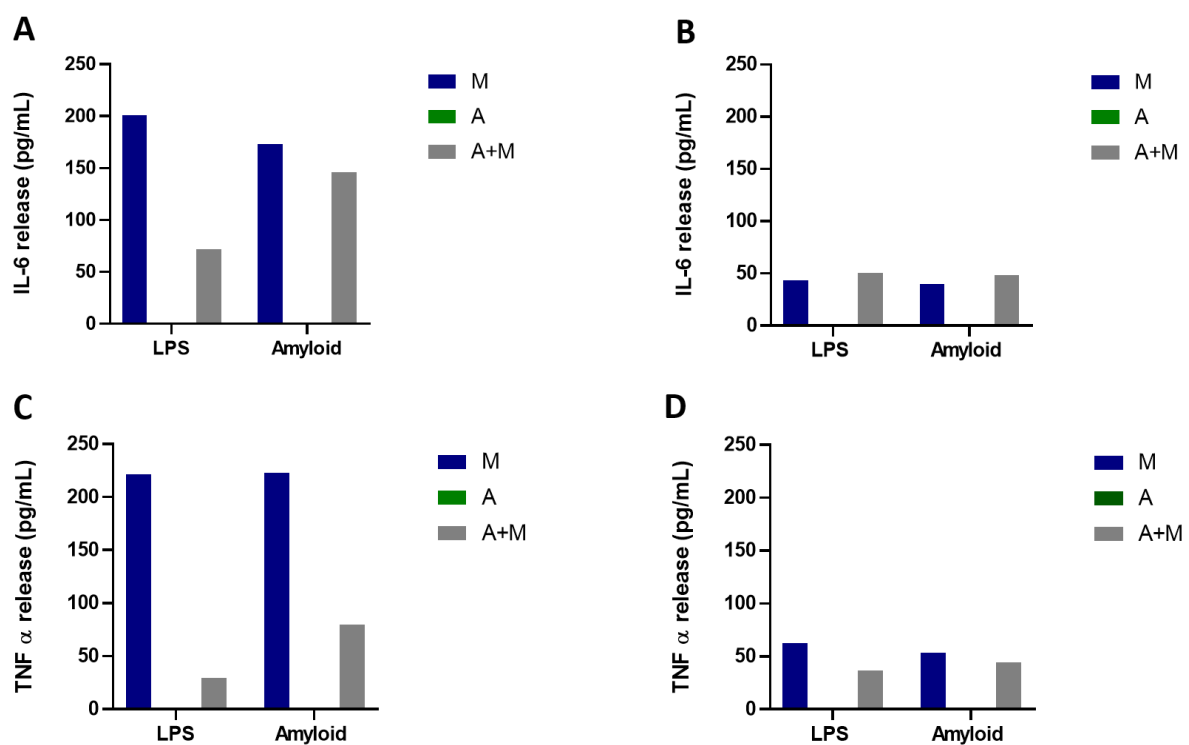 A
IL-6 release (pg/mL)
250
200
150
100
50
0
LPS
Amyloid
M
A
A+M
B
IL-6 release (pg/mL)
250
200
150
100
50
0
LPS
Amyloid
M
A
A+M
C
TNF α release (pg/mL)
250
200
150
100
50
0
LPS
Amyloid
M
A
A+M
D
TNF α release (pg/mL)
250
200
150
100
50
0
LPS
Amyloid
M
A
A+M